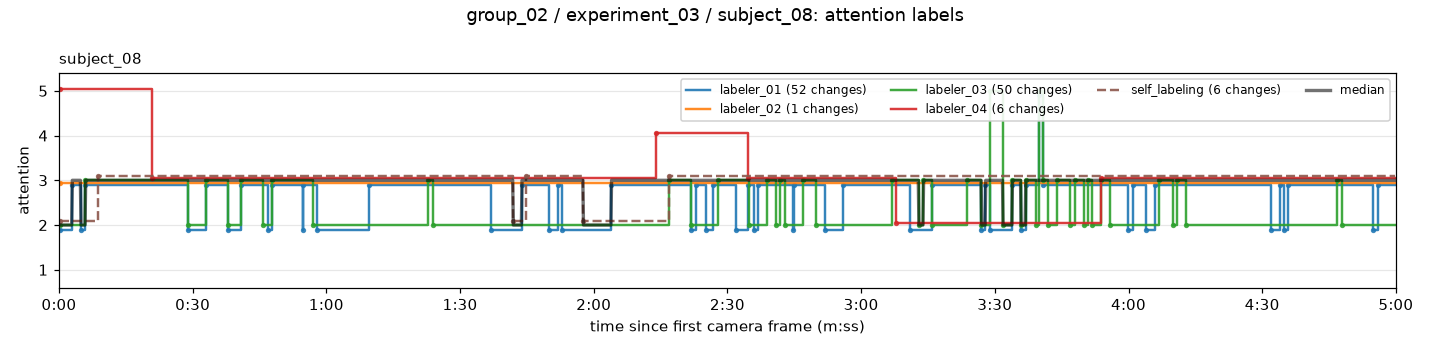 group_02 / experiment_03 / subject_08: attention labels
subject_08
labeler_01 (52 changes)
labeler_02 (1 changes)
labeler_03 (50 changes)
labeler_04 (6 changes)
self_labeling (6 changes)
median
attention
5
4
3
2
1
0:00 0:30 1:00 1:30 2:00 2:30 3:00 3:30 4:00 4:30 5:00
time since first camera frame (m:ss)